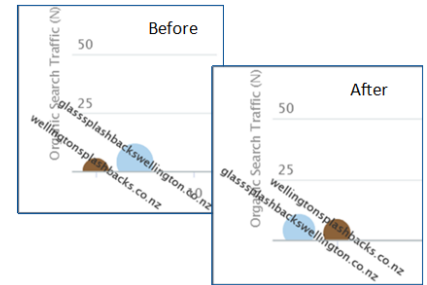 Before
Organic Search Traffic (N)
50
25
glasssplashbackswellington.co.nz
wellingtonsplashbacks.co.nz
10
After
Organic Search Traffic (N)
50
25
wellingtonsplashbacks.co.nz
glasssplashbackswellington.co.nz